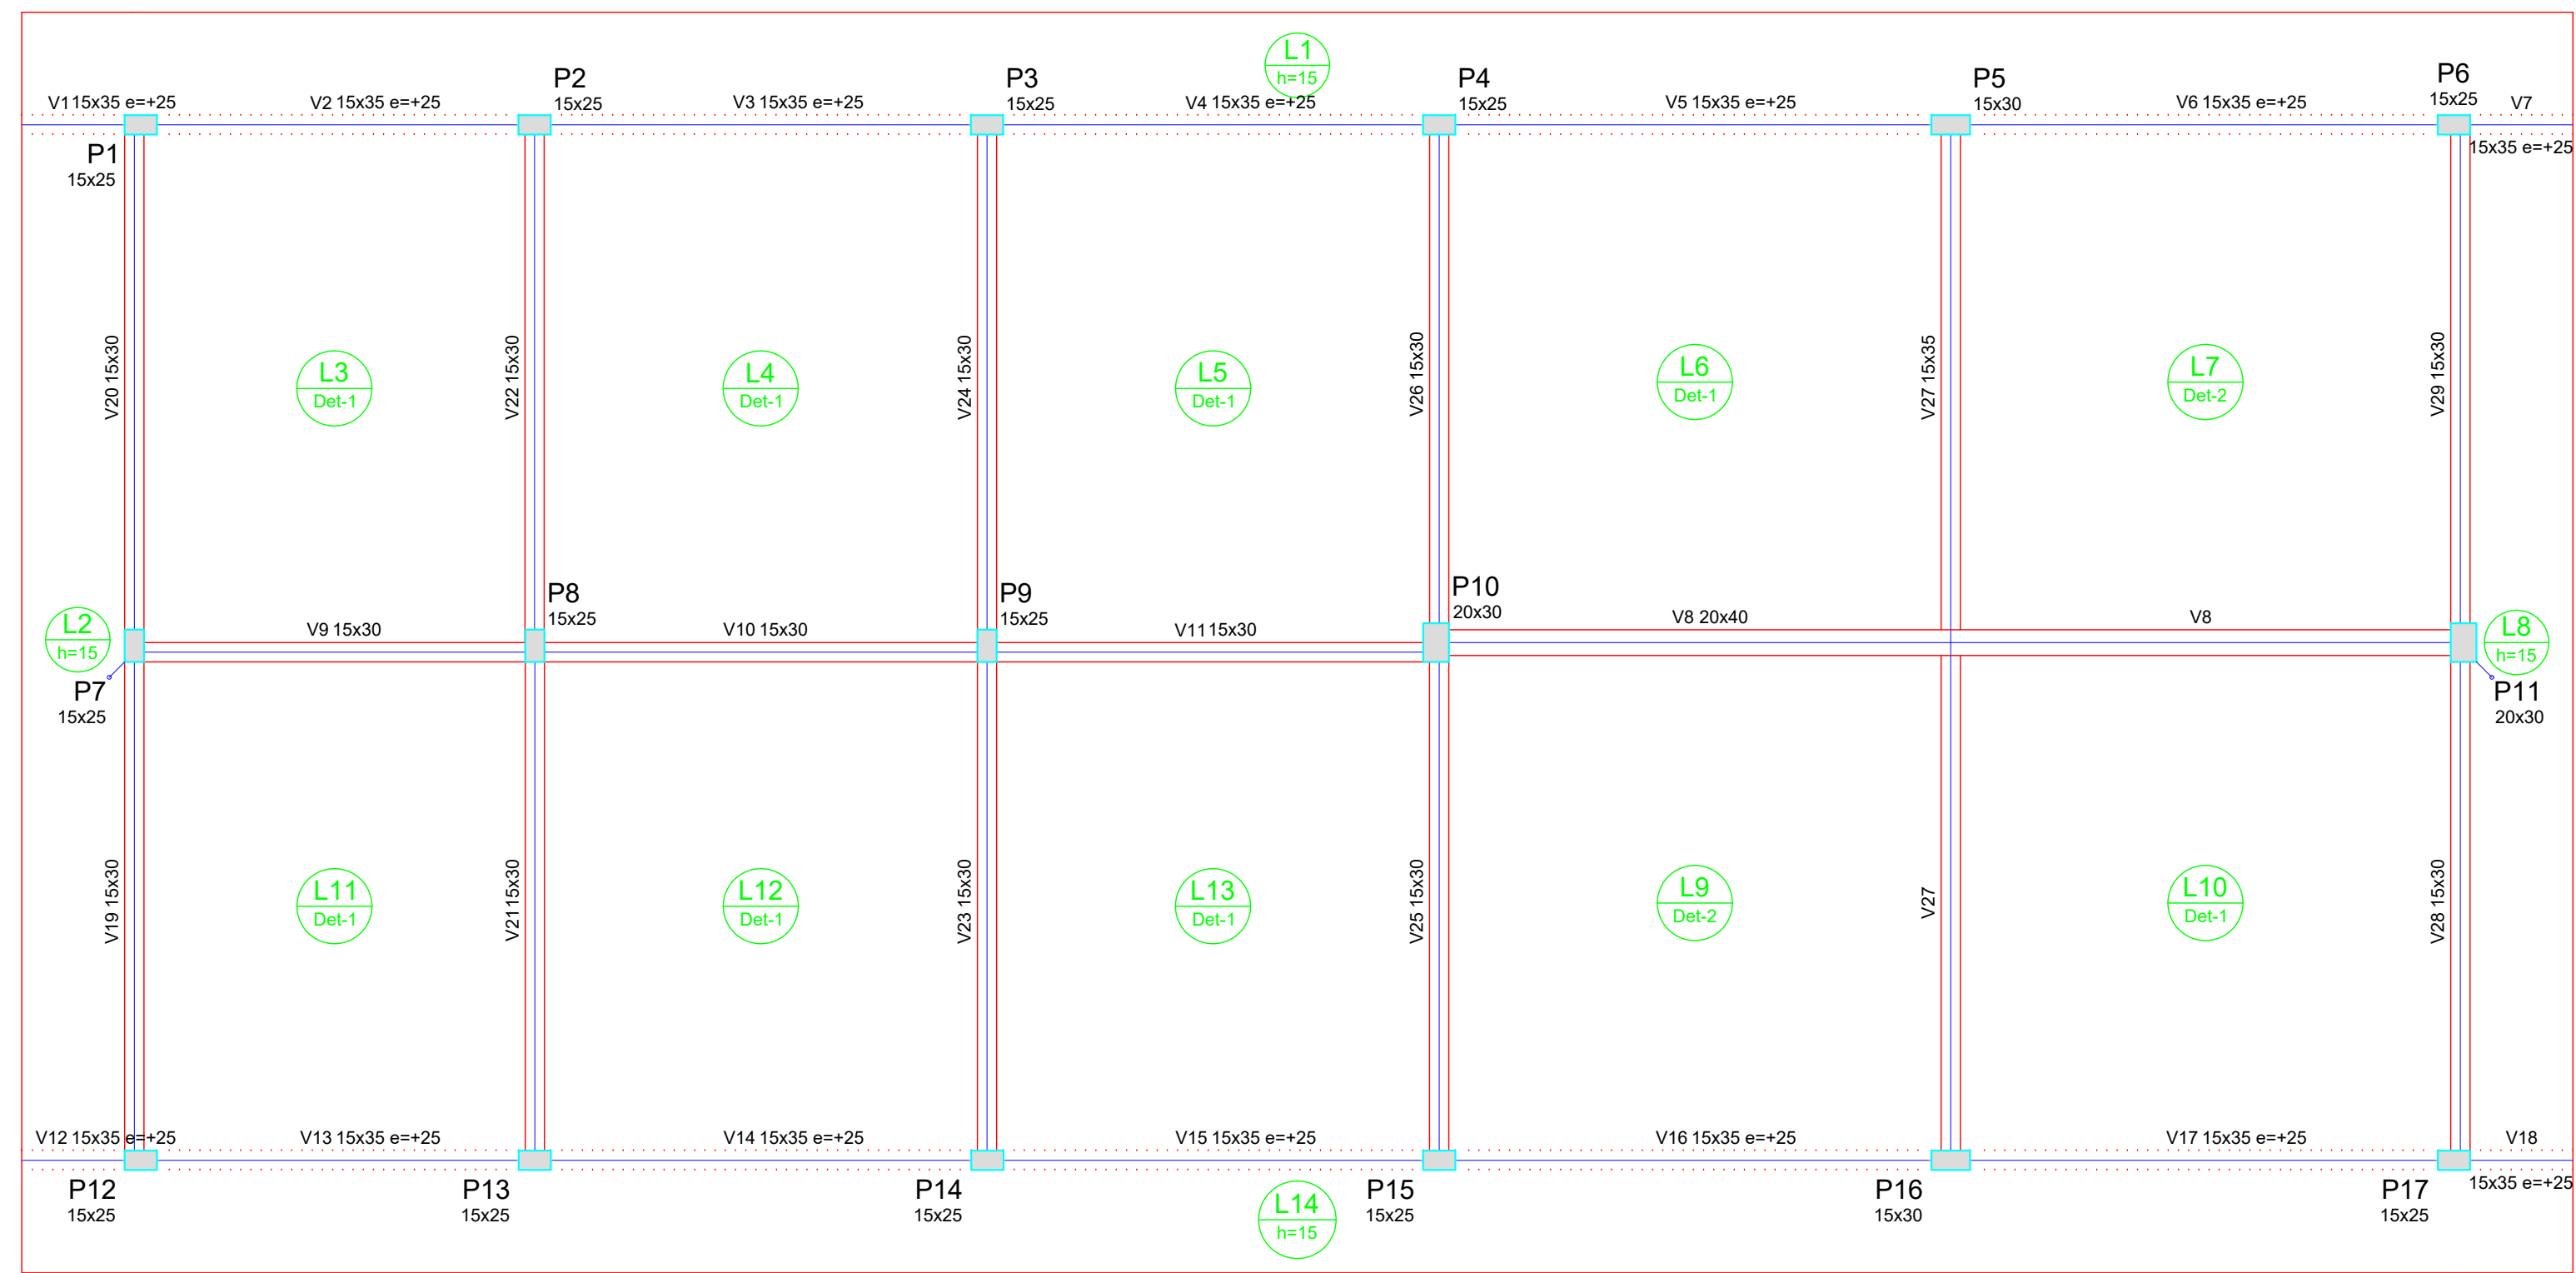 L1
h=15
P2
15x25
P3
15x25
P4
15x25
P5
15x30
P6
15x25
V1 15x35 e=+25
V2 15x35 e=+25
V3 15x35 e=+25
V4 15x35 e=+25
V5 15x35 e=+25
V6 15x35 e=+25
V7
15x35 e=+25
P1
15x25
V20 15x30
L3
Det-1
V22 15x30
L4
Det-1
V24 15x30
L5
Det-1
V26 15x30
L6
Det-1
V27 15x35
L7
Det-2
V29 15x30
L2
h=15
P7
15x25
V9 15x30
P8
15x25
V10 15x30
P9
15x25
V11 15x30
P10
20x30
V8 20x40
V8
L8
h=15
P11
20x30
V19 15x30
L11
Det-1
V21 15x30
L12
Det-1
V23 15x30
L13
Det-1
V25 15x30
L9
Det-2
V27
L10
Det-1
V28 15x30
V12 15x35 e=+25
V13 15x35 e=+25
V14 15x35 e=+25
V15 15x35 e=+25
V16 15x35 e=+25
V17 15x35 e=+25
V18
15x35 e=+25
P12
15x25
P13
15x25
P14
15x25
L14
h=15
P15
15x25
P16
15x30
P17
15x25